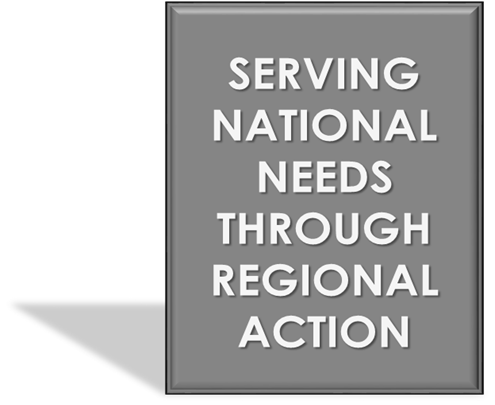 SERVING
NATIONAL
NEEDS
THROUGH
REGIONAL
ACTION